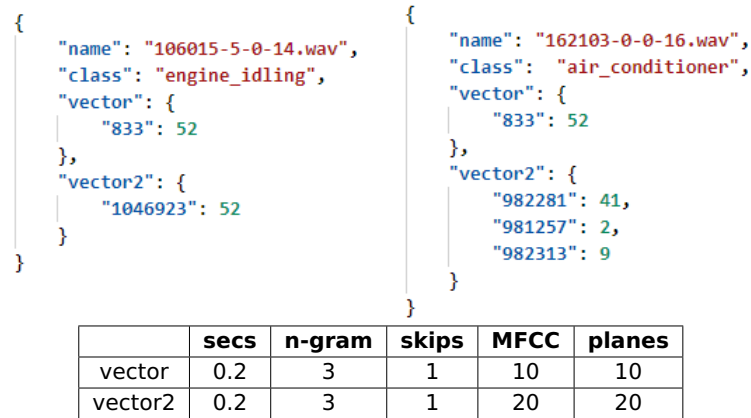 {
"name": "106015-5-0-14.wav",
"class": "engine_idling",
"vector": {
"833": 52
},
"vector2": {
"1046923": 52
}
}
{
"name": "162103-0-0-16.wav",
"class":  "air_conditioner",
"vector": {
"833": 52
},
"vector2": {
"982281": 41,
"981257": 2,
"982313": 9
}
}
secs n-gram skips MFCC planes
vector 0.2 3 1 10 10
vector2 0.2 3 1 20 20